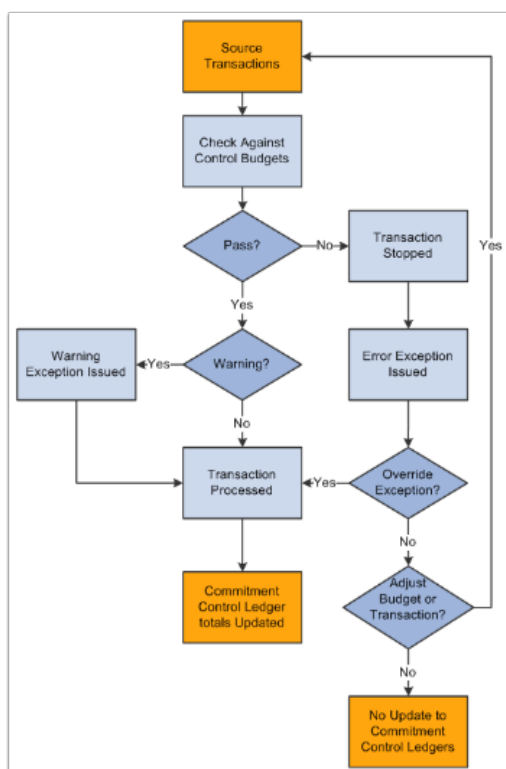 Source
Transactions
Check Against
Control Budgets
Pass?
No
Transaction
Stopped
Yes
Yes
Warning
Exception Issued
Yes
Warning?
Error Exception
Issued
No
Transaction
Processed
Yes
Override
Exception?
No
Commitment
Control Ledger
totals Updated
Adjust
Budget or
Transaction?
No
No Update to
Commitment
Control Ledgers